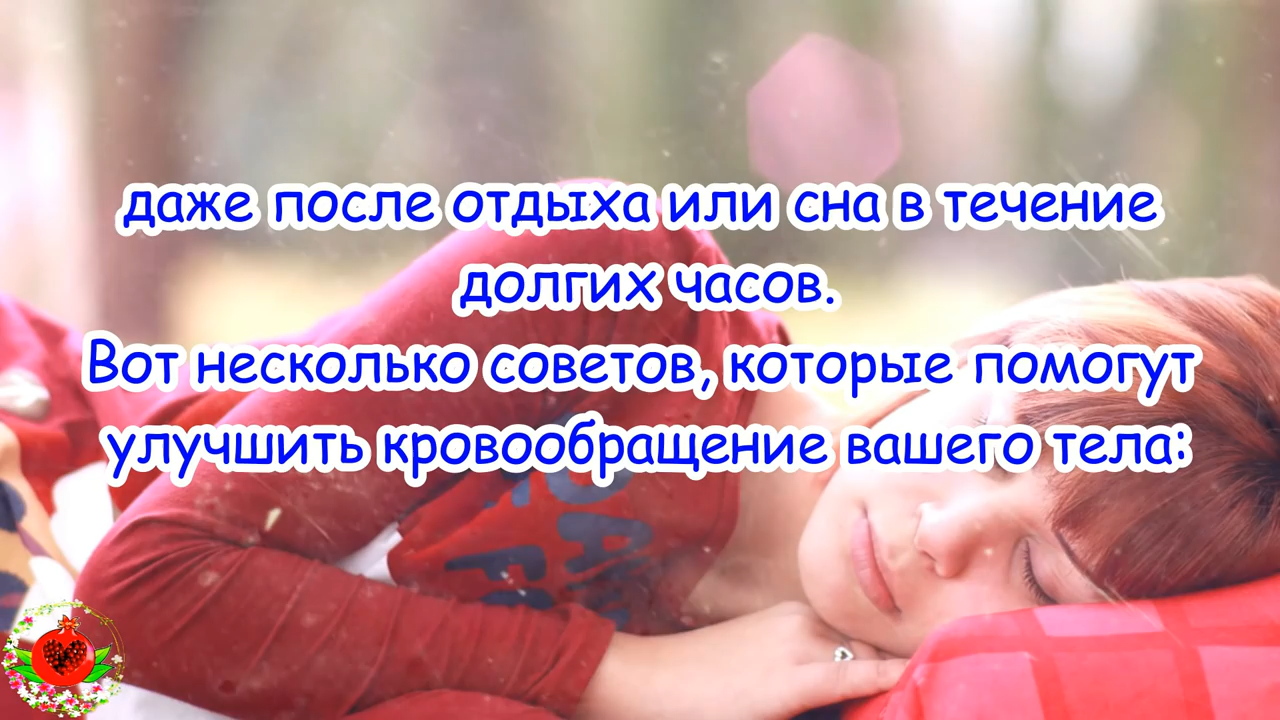 даже после отдыха или сна в течение
долгих часов.
Вот несколько советов, которые помогут
улучшить кровообращение вашего тела: